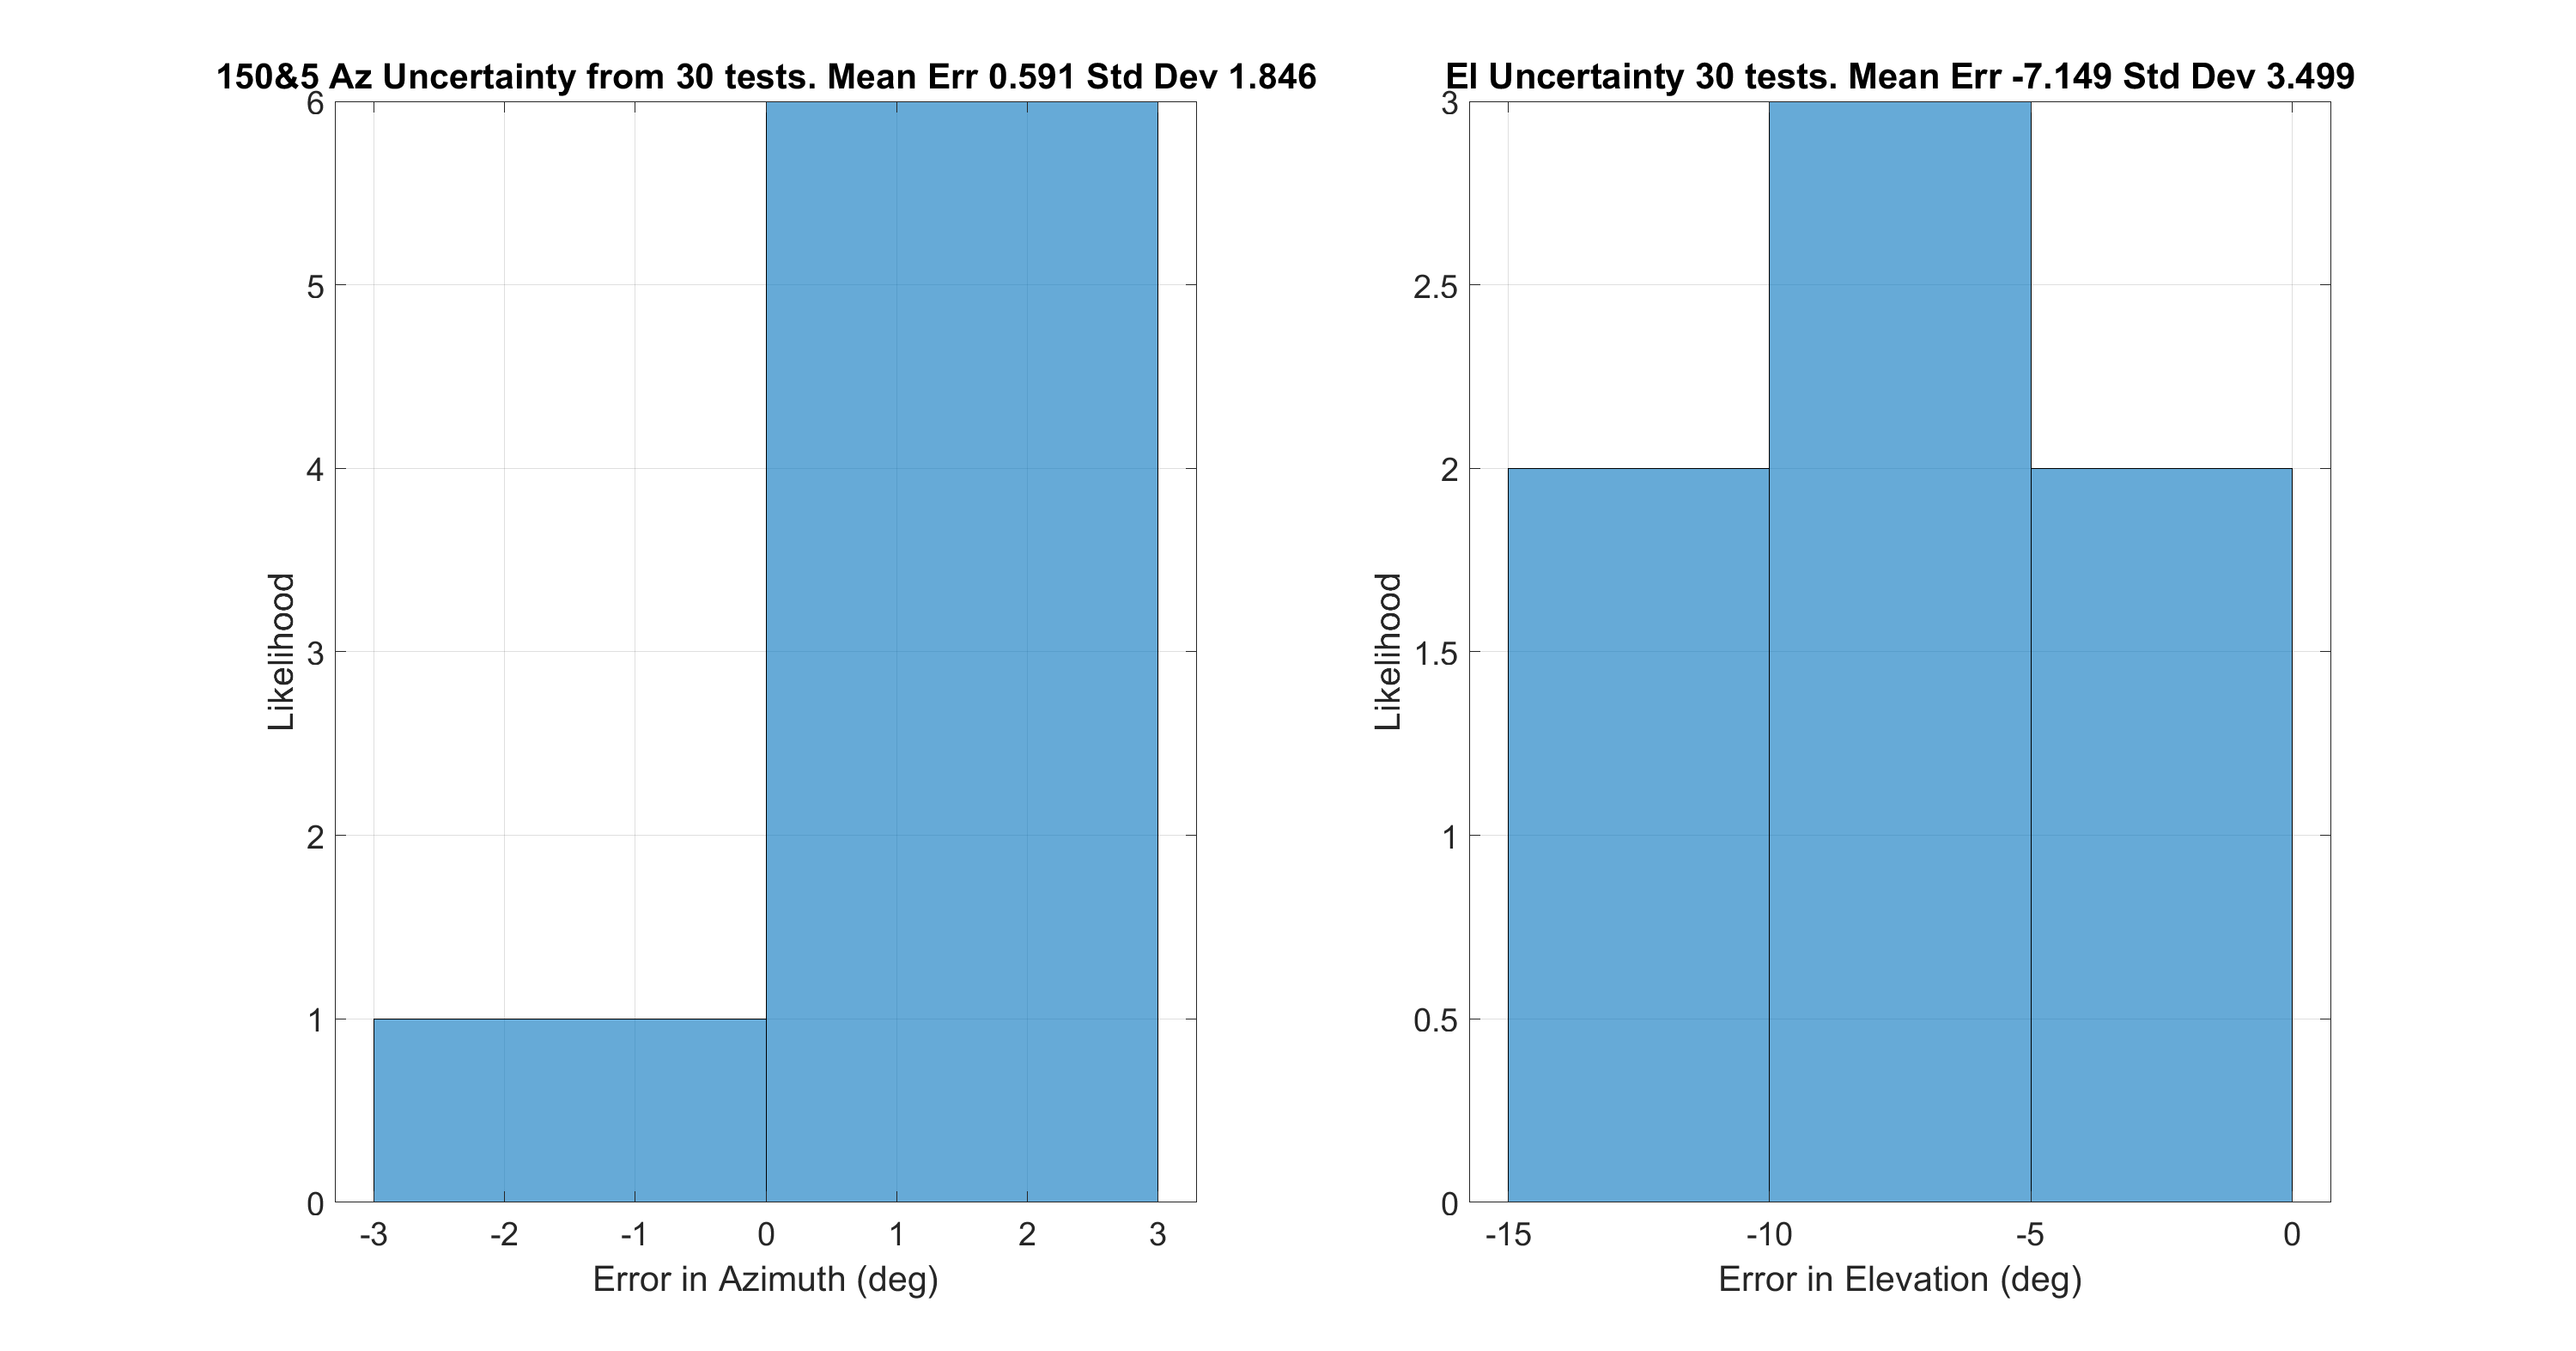 150&5 Az Uncertainty from 30 tests. Mean Err 0.591 Std Dev 1.846
6
5
4
3
2
1
0
Likelihood
-3 -2 -1 0 1 2 3
Error in Azimuth (deg)
El Uncertainty 30 tests. Mean Err -7.149 Std Dev 3.499
3
2.5
2
1.5
1
0.5
0
Likelihood
-15 -10 -5 0
Error in Elevation (deg)